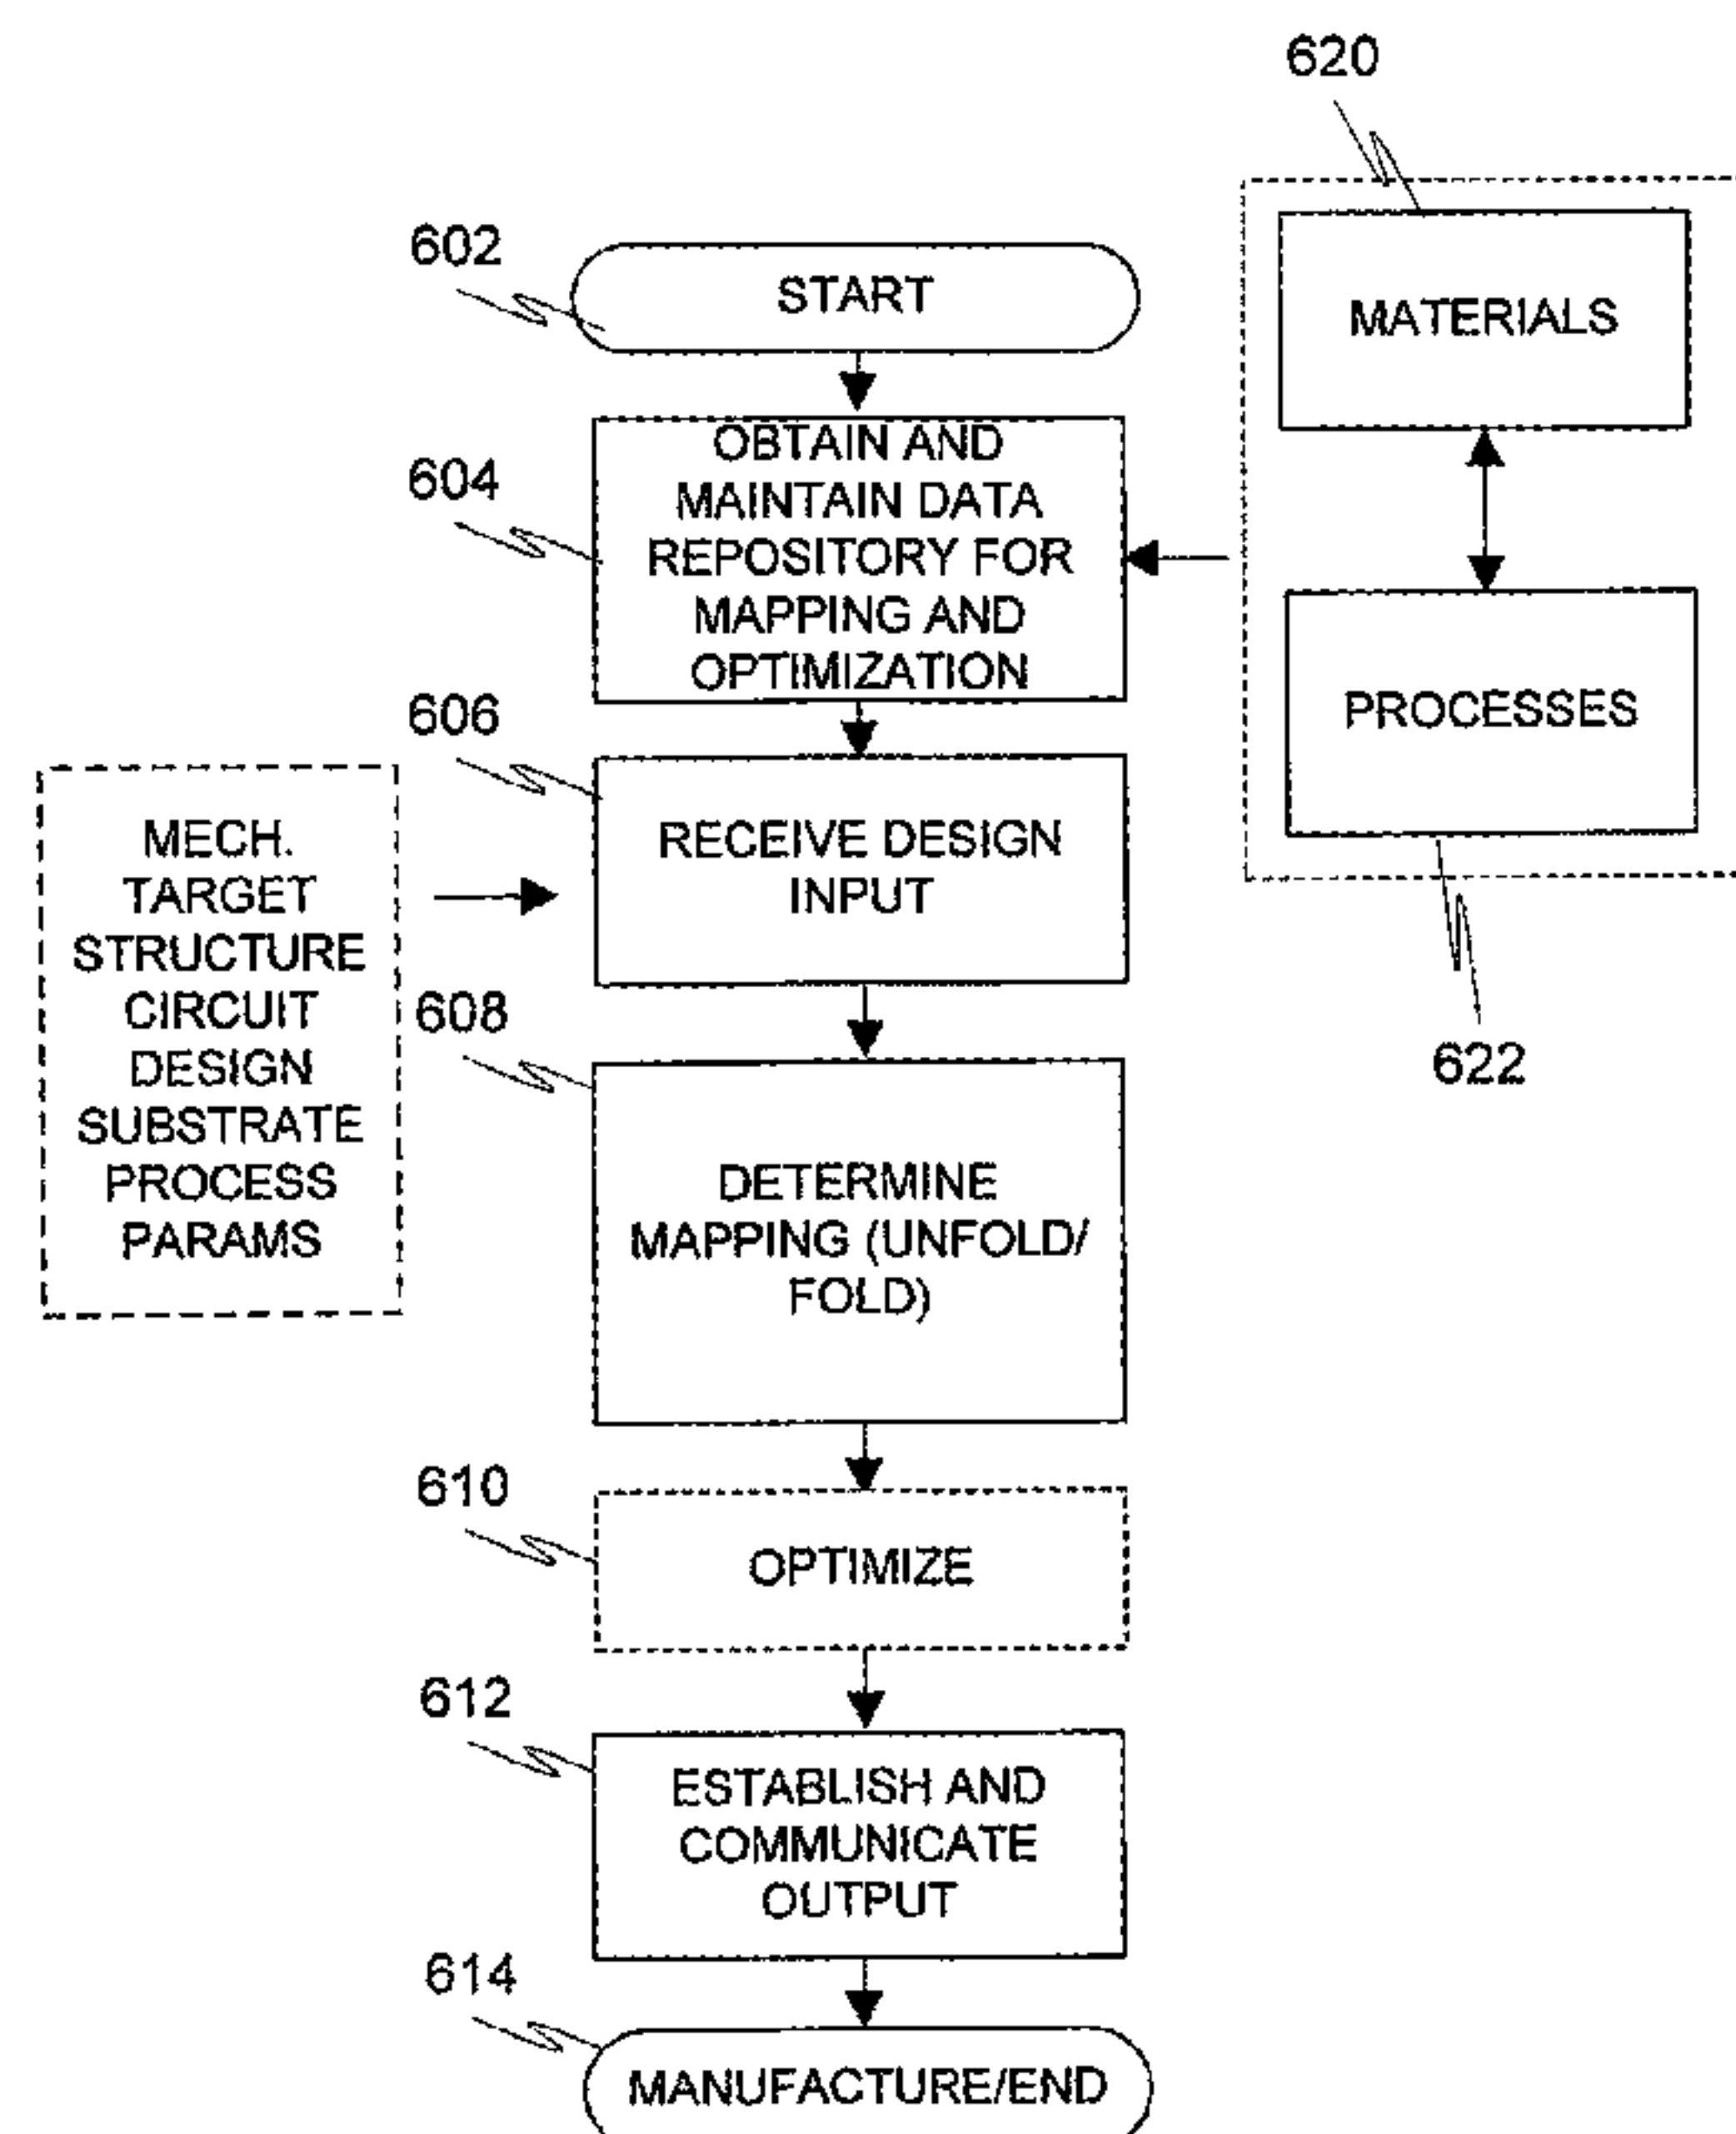 620
602
START
MATERIALS
604
OBTAIN AND
MAINTAIN DATA
REPOSITORY FOR
MAPPING AND
OPTIMIZATION
PROCESSES
606
RECEIVE DESIGN
INPUT
MECH.
TARGET
STRUCTURE
CIRCUIT
DESIGN
SUBSTRATE
PROCESS
PARAMS
622
608
DETERMINE
MAPPING (UNFOLD/
FOLD)
610
OPTIMIZE
612
ESTABLISH AND
COMMUNICATE
OUTPUT
614
MANUFACTURE/END